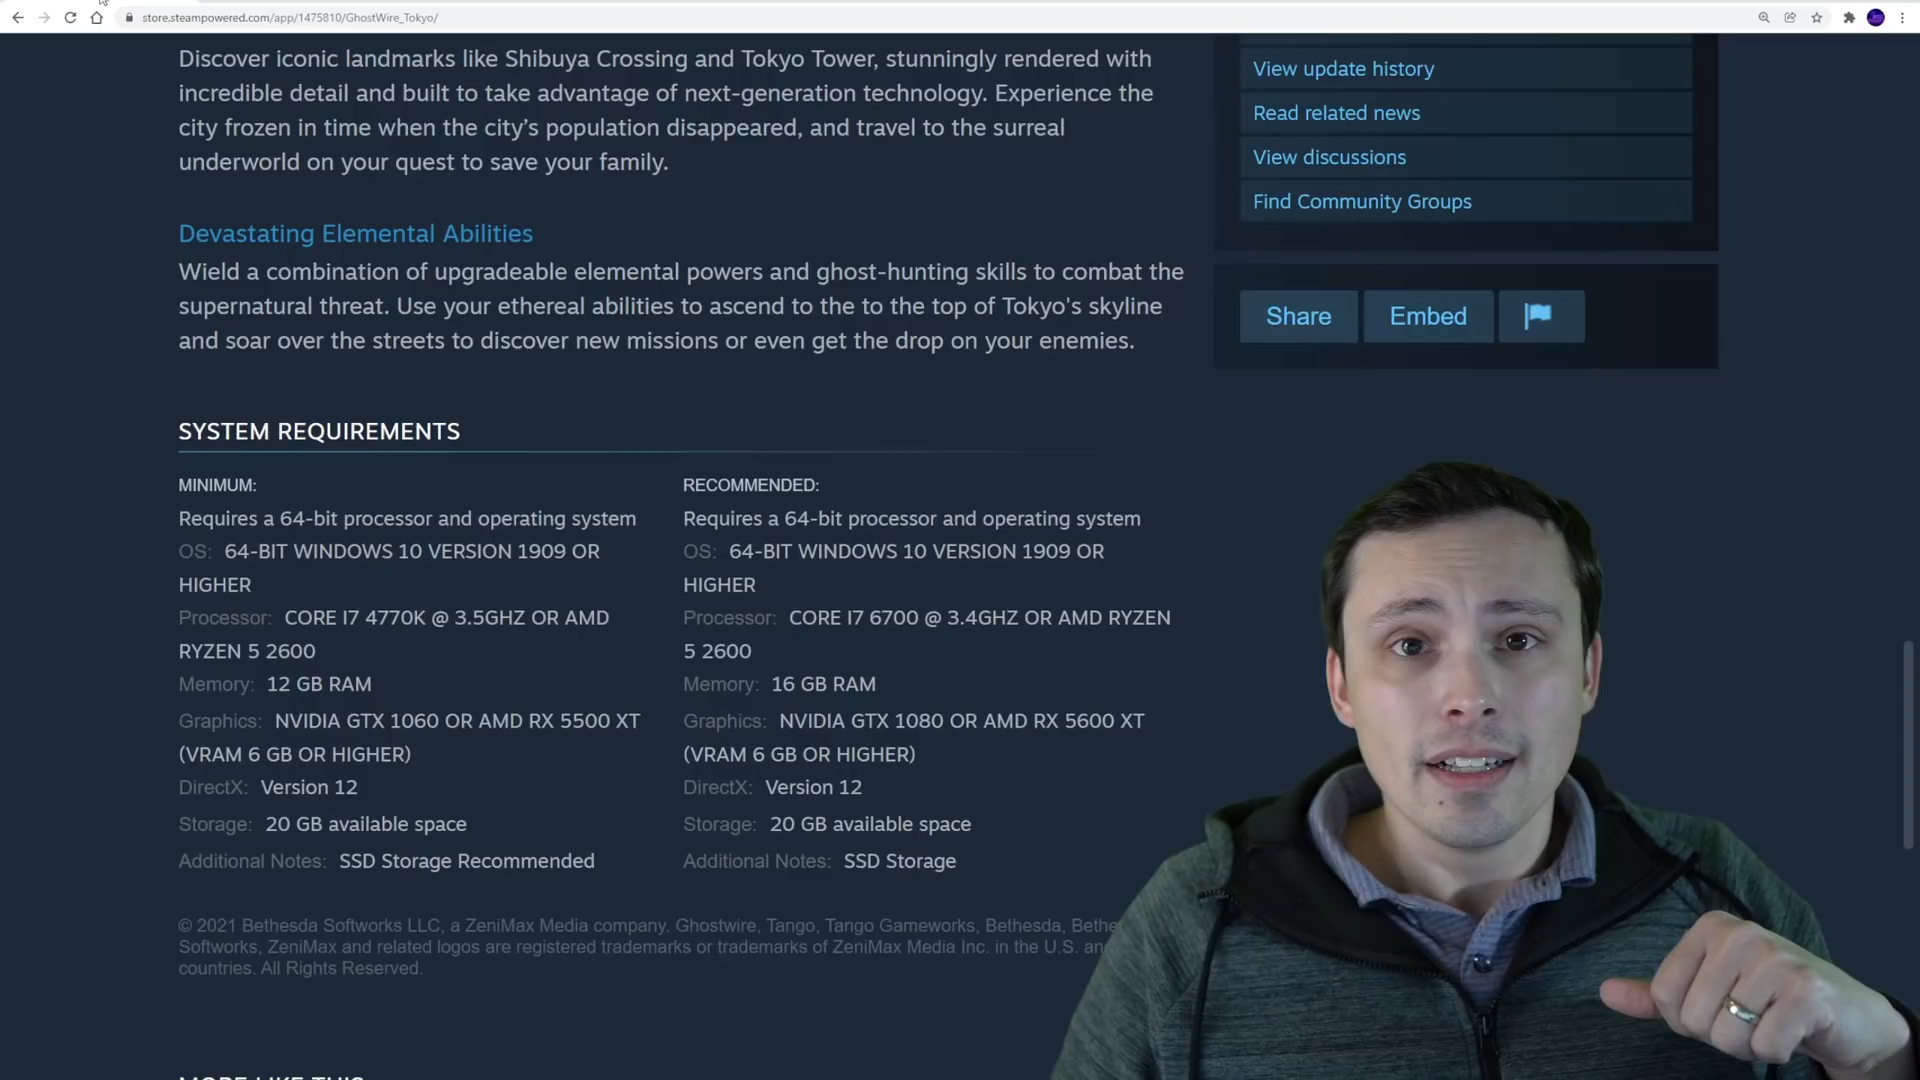 store.steampowered.com/app/1475810/GhostWire_Tokyo/
Discover iconic landmarks like Shibuya Crossing and Tokyo Tower, stunningly rendered with
incredible detail and built to take advantage of next-generation technology. Experience the
city frozen in time when the city’s population disappeared, and travel to the surreal
underworld on your quest to save your family.
Devastating Elemental Abilities
Wield a combination of upgradeable elemental powers and ghost-hunting skills to combat the
supernatural threat. Use your ethereal abilities to ascend to the to the top of Tokyo's skyline
and soar over the streets to discover new missions or even get the drop on your enemies.
View update history
Read related news
View discussions
Find Community Groups
Share Embed
SYSTEM REQUIREMENTS
MINIMUM:
Requires a 64-bit processor and operating system
OS: 64-BIT WINDOWS 10 VERSION 1909 OR
HIGHER
Processor: CORE I7 4770K @ 3.5GHZ OR AMD
RYZEN 5 2600
Memory: 12 GB RAM
Graphics: NVIDIA GTX 1060 OR AMD RX 5500 XT
(VRAM 6 GB OR HIGHER)
DirectX: Version 12
Storage: 20 GB available space
Additional Notes: SSD Storage Recommended
RECOMMENDED:
Requires a 64-bit processor and operating system
OS: 64-BIT WINDOWS 10 VERSION 1909 OR
HIGHER
Processor: CORE I7 6700 @ 3.4GHZ OR AMD RYZEN
5 2600
Memory: 16 GB RAM
Graphics: NVIDIA GTX 1080 OR AMD RX 5600 XT
(VRAM 6 GB OR HIGHER)
DirectX: Version 12
Storage: 20 GB available space
Additional Notes: SSD Storage
© 2021 Bethesda Softworks LLC, a ZeniMax Media company. Ghostwire, Tango, Tango Gameworks, Bethesda, Bethe
Softworks, ZeniMax and related logos are registered trademarks or trademarks of ZeniMax Media Inc. in the U.S. an
countries. All Rights Reserved.
MORE LIKE THIS